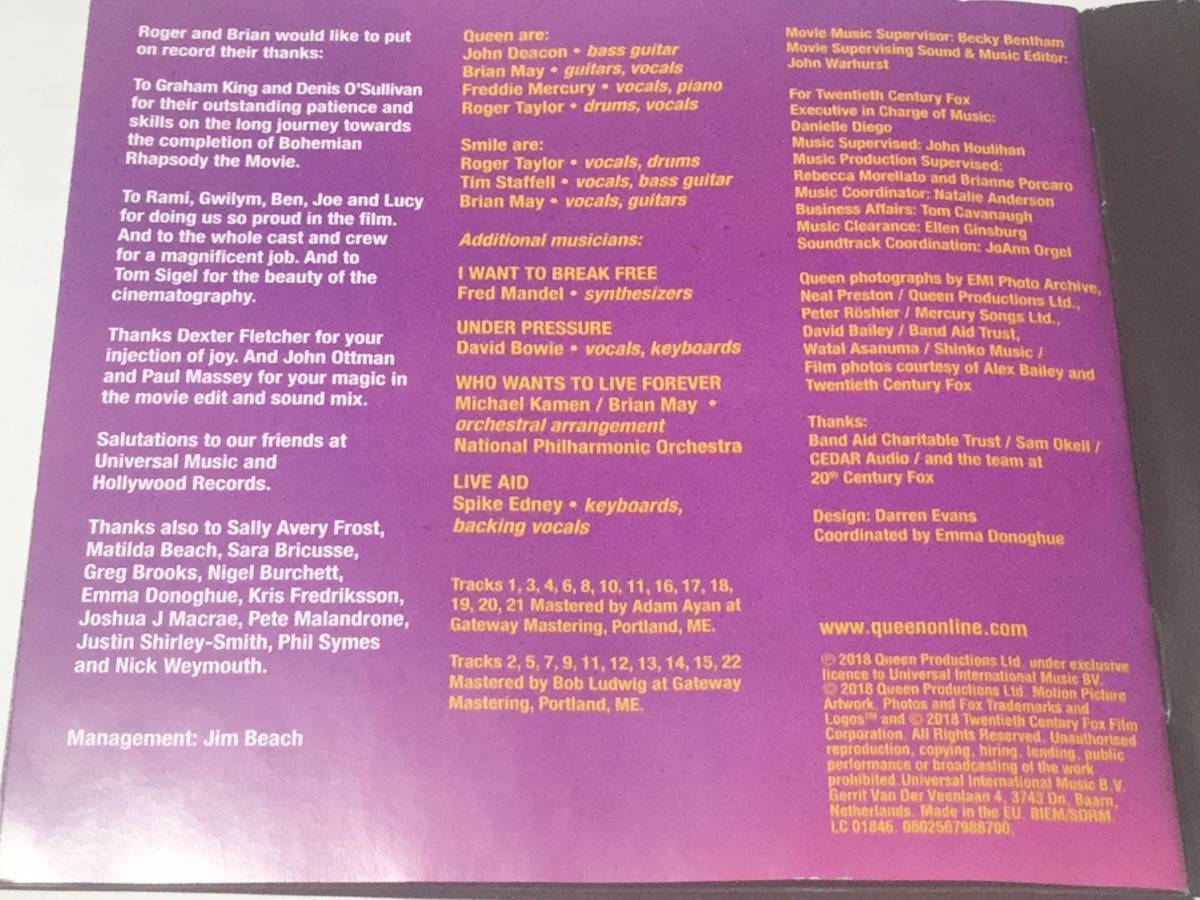 Roger and Brian would like to put
on record their thanks:
To Graham King and Denis O'Sullivan
for their outstanding patience and
skills on the long journey towards
the completion of Bohemian
Rhapsody the Movie.
To Rami, Gwilym, Ben, Joe and Lucy
for doing us so proud in the film.
And to the whole cast and crew
for a magnificent job. And to
Tom Sigel for the beauty of the
cinematography.
Thanks Dexter Fletcher for your
injection of joy. And John Ottman
and Paul Massey for your magic in
the movie edit and sound mix.
Salutations to our friends at
Universal Music and
Hollywood Records.
Thanks also to Sally Avery Frost,
Matilda Beach, Sara Bricusse,
Greg Brooks, Nigel Burchett,
Emma Donoghue, Kris Fredriksson,
Joshua J Macrae, Pete Malandrone,
Justin Shirley-Smith, Phil Symes
and Nick Weymouth.
Management: Jim Beach
Queen are:
John Deacon • bass guitar
Brian May • guitars, vocals
Freddie Mercury • vocals, piano
Roger Taylor • drums, vocals
Smile are:
Roger Taylor • vocals, drums
Tim Staffell • vocals, bass guitar
Brian May • vocals, guitars
Additional musicians:
I WANT TO BREAK FREE
Fred Mandel • synthesizers
UNDER PRESSURE
David Bowie • vocals, keyboards
WHO WANTS TO LIVE FOREVER
Michael Kamen / Brian May •
orchestral arrangement
National Philharmonic Orchestra
LIVE AID
Spike Edney • keyboards,
backing vocals
Tracks 1, 3, 4, 6, 8, 10, 11, 16, 17, 18,
19, 20, 21 Mastered by Adam Ayan at
Gateway Mastering, Portland, ME.
Tracks 2, 5, 7, 9, 11, 12, 13, 14, 15, 22
Mastered by Bob Ludwig at Gateway
Mastering, Portland, ME.
Movie Music Supervisor: Becky Bentham
Movie Supervising Sound & Music Editor:
John Warhurst
For Twentieth Century Fox
Executive in Charge of Music:
Danielle Diego
Music Supervised: John Houlihan
Music Production Supervised:
Rebecca Morellato and Brianne Porcaro
Music Coordinator: Natalie Anderson
Business Affairs: Tom Cavanaugh
Music Clearance: Ellen Ginsburg
Soundtrack Coordination: JoAnn Orgel
Queen photographs by EMI Photo Archive,
Neal Preston / Queen Productions Ltd.,
Peter Röshler / Mercury Songs Ltd.,
David Bailey / Band Aid Trust,
Watal Asanuma / Shinko Music /
Film photos courtesy of Alex Bailey and
Twentieth Century Fox
Thanks:
Band Aid Charitable Trust / Sam Okell /
CEDAR Audio / and the team at
20th Century Fox
Design: Darren Evans
Coordinated by Emma Donoghue
www.queenonline.com
℗ 2018 Queen Productions Ltd. under exclusive
licence to Universal International Music BV.
© 2018 Queen Productions Ltd. Motion Picture
Artwork, Photos and Fox Trademarks and
Logos™ and © 2018 Twentieth Century Fox Film
Corporation. All Rights Reserved. Unauthorised
reproduction, copying, hiring, lending, public
performance or broadcasting of the work
prohibited. Universal International Music B.V.
Gerrit Van Der Veenlaan 4, 3743 Dn, Baarn,
Netherlands. Made in the EU. BIEM/SDRM.
LC 01846. 0602567988700.